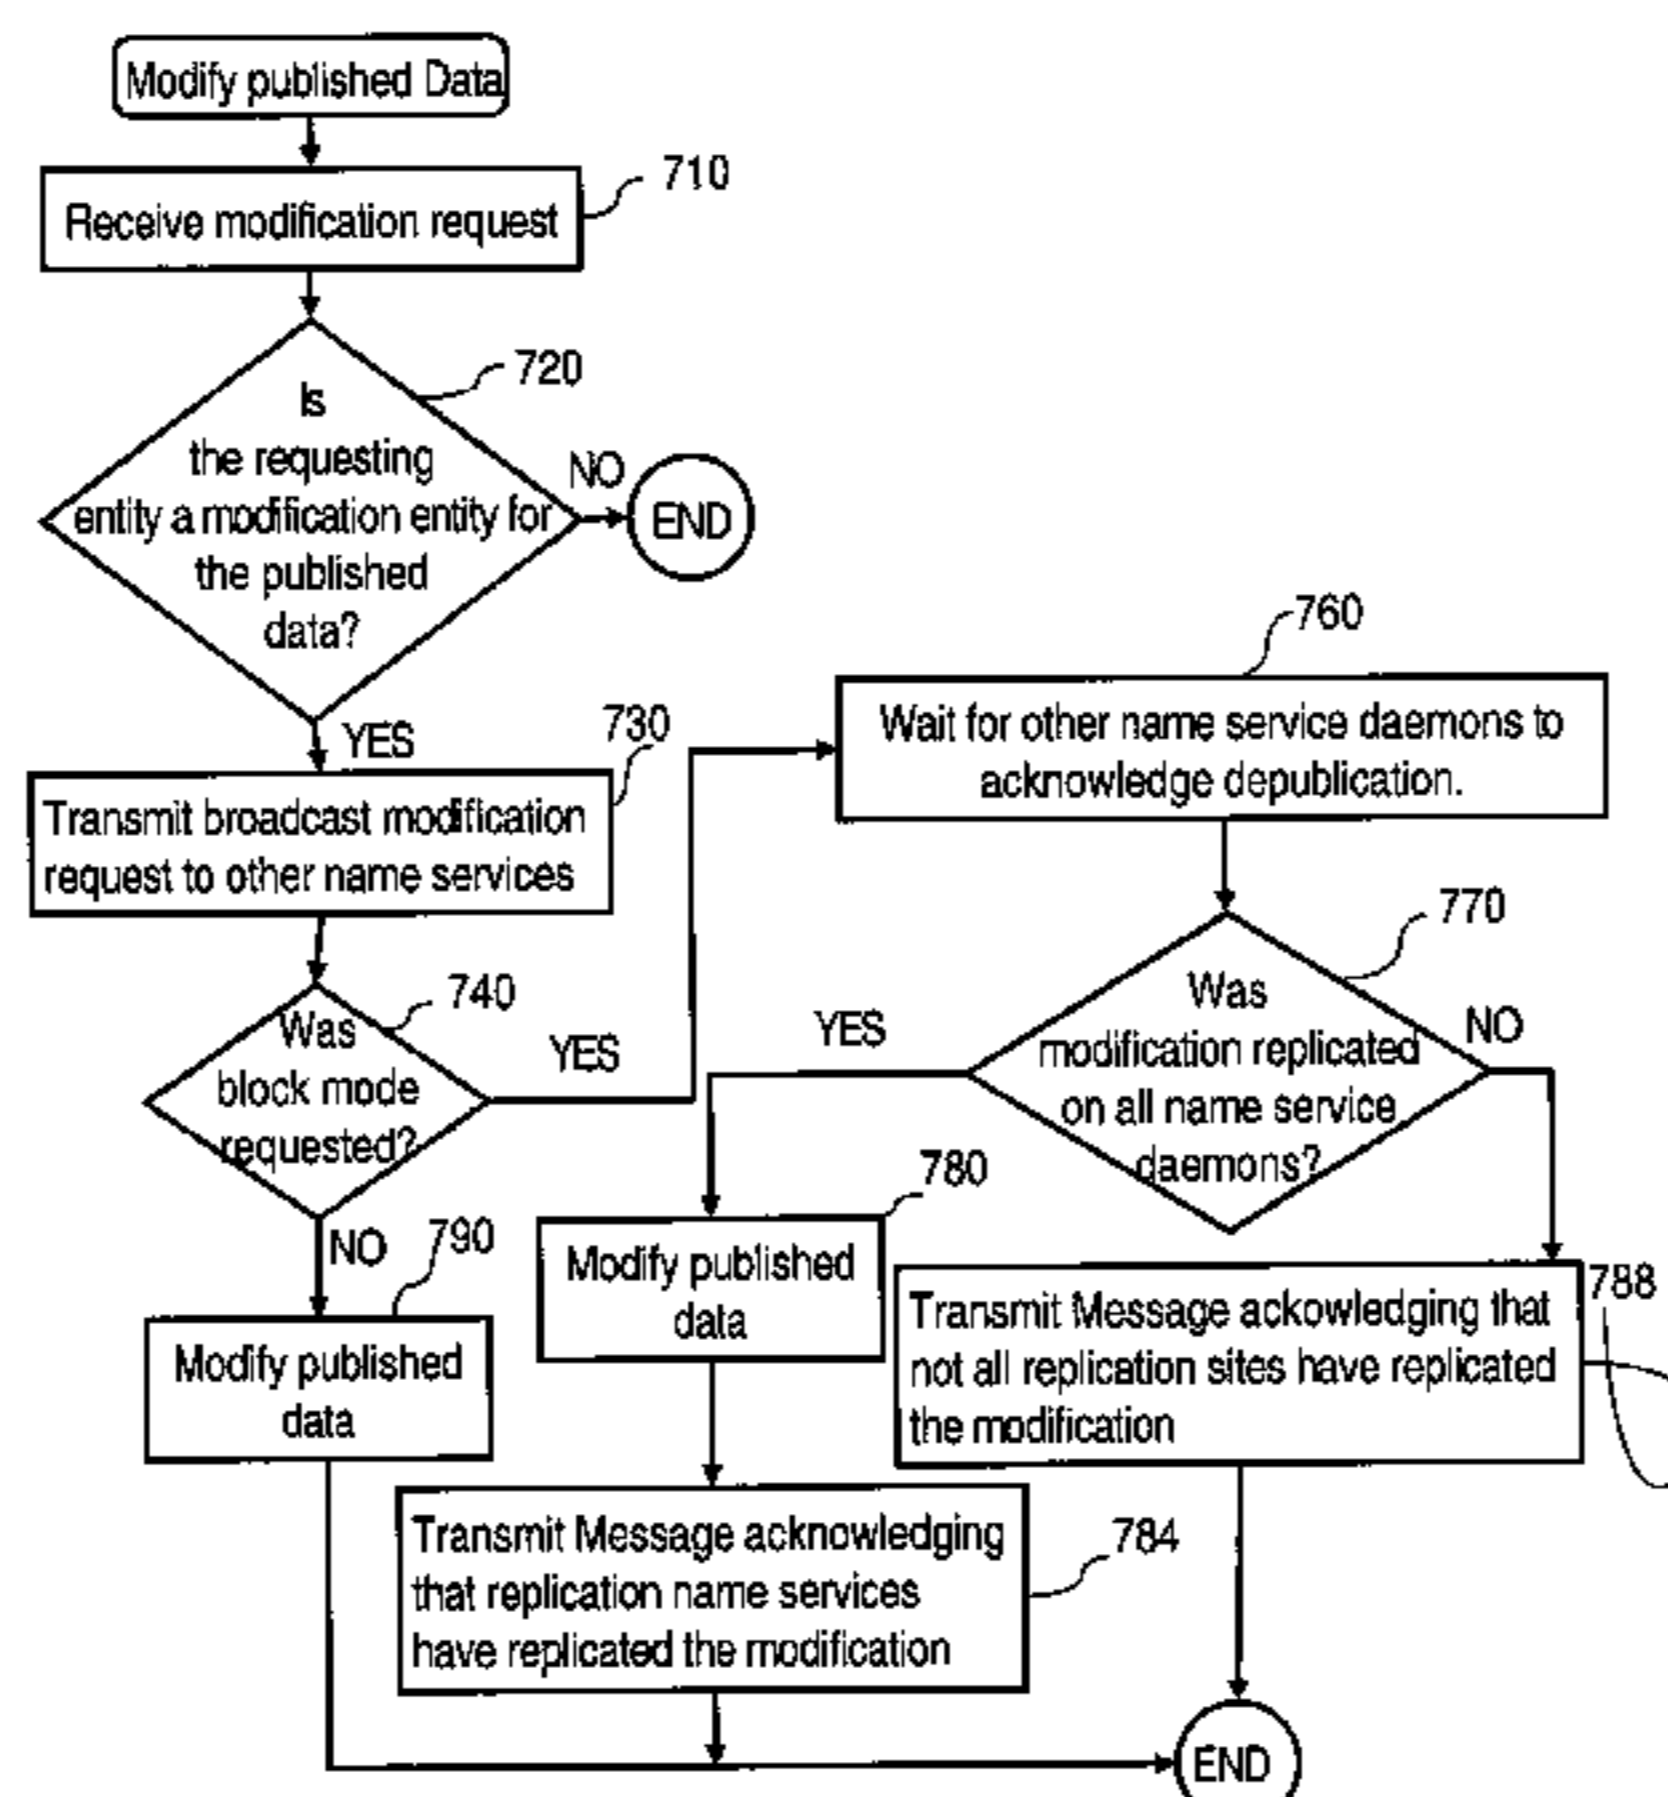 Modify published Data
710
Receive modification request
720
Is
the requesting
entity a modification entity for
the published
data?
NO
END
YES
730
Transmit broadcast modification
request to other name services
740
Was
block mode
requested?
YES
NO
790
Modify published
data
760
Wait for other name service daemons to
acknowledge depublication.
770
Was
modification replicated
on all name service
daemons?
YES
NO
780
Modify published
data
788
Transmit Message ackowledging that
not all replication sites have replicated
the modification
784
Transmit Message acknowledging
that replication name services
have replicated the modification
END